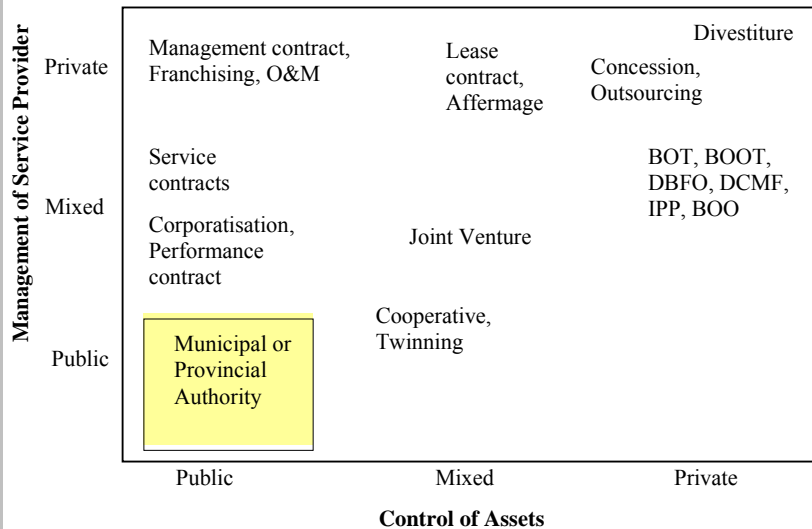 Management of Service Provider
Private
Mixed
Public
Divestiture
Management contract,
Franchising, O&M
Lease
contract,
Affermage
Concession,
Outsourcing
Service
contracts
BOT, BOOT,
DBFO, DCMF,
IPP, BOO
Corporatisation,
Performance
contract
Joint Venture
Cooperative,
Twinning
Municipal or
Provincial
Authority
Public
Mixed
Private
Control of Assets